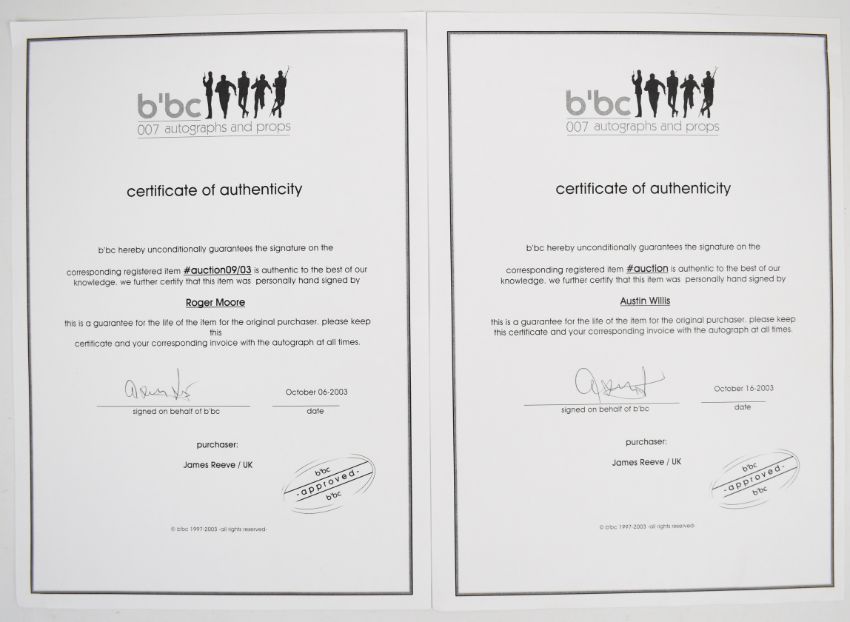 b'bc
007 autographs and props
certificate of authenticity
b'bc hereby unconditionally guarantees the signature on the
corresponding registered item #auction09/03 is authentic to the best of our
knowledge. we further certify that this item was personally hand signed by
Roger Moore
this is a guarantee for the life of the item for the original purchaser. please keep
this
certificate and your corresponding invoice with the autograph at all times.
October 06-2003
signed on behalf of b'bc
date
purchaser:
James Reeve / UK
b'bc
-approved-
b'bc
© b'bc 1997-2003 -all rights reserved-
b'bc
007 autographs and props
certificate of authenticity
b'bc hereby unconditionally guarantees the signature on the
corresponding registered item #auction is authentic to the best of our
knowledge. we further certify that this item was personally hand signed by
Austin Willis
this is a guarantee for the life of the item for the original purchaser. please keep
this certificate and your corresponding invoice with the autograph at all times.
October 16-2003
signed on behalf of b'bc
date
purchaser:
James Reeve / UK
b'bc
-approved-
b'bc
© b'bc 1997-2003 -all rights reserved-